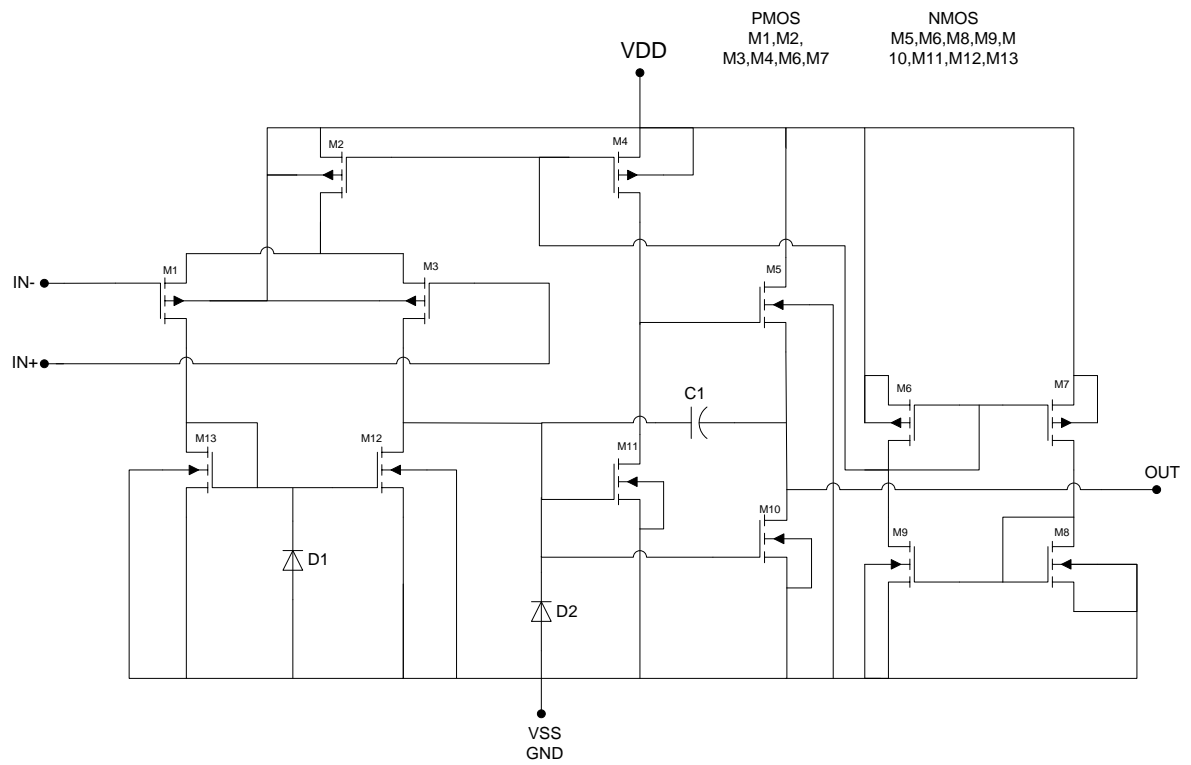 PMOS
M1,M2,
M3,M4,M6,M7
NMOS
M5,M6,M8,M9,M
10,M11,M12,M13
VDD
M2
M4
IN-
M1
M3
M5
IN+
C1
M6
M7
M13
M12
M11
OUT
M10
M9
M8
D1
D2
VSS
GND